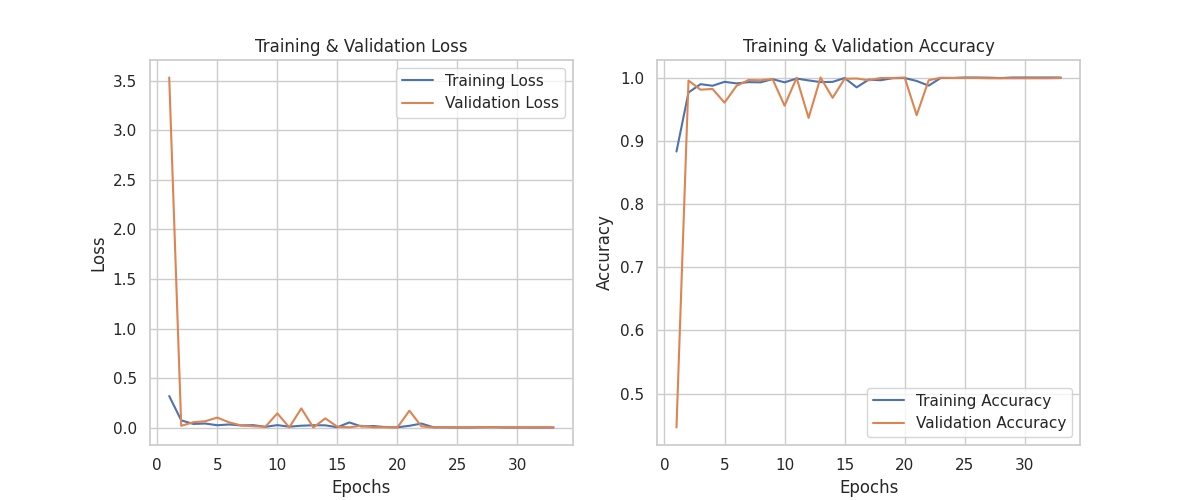 Training & Validation Loss
Training Loss
Validation Loss
3.5
3.0
2.5
2.0
1.5
1.0
0.5
0.0
Loss
0 5 10 15 20 25 30
Epochs
Training & Validation Accuracy
1.0
0.9
0.8
0.7
0.6
0.5
Accuracy
Training Accuracy
Validation Accuracy
0 5 10 15 20 25 30
Epochs